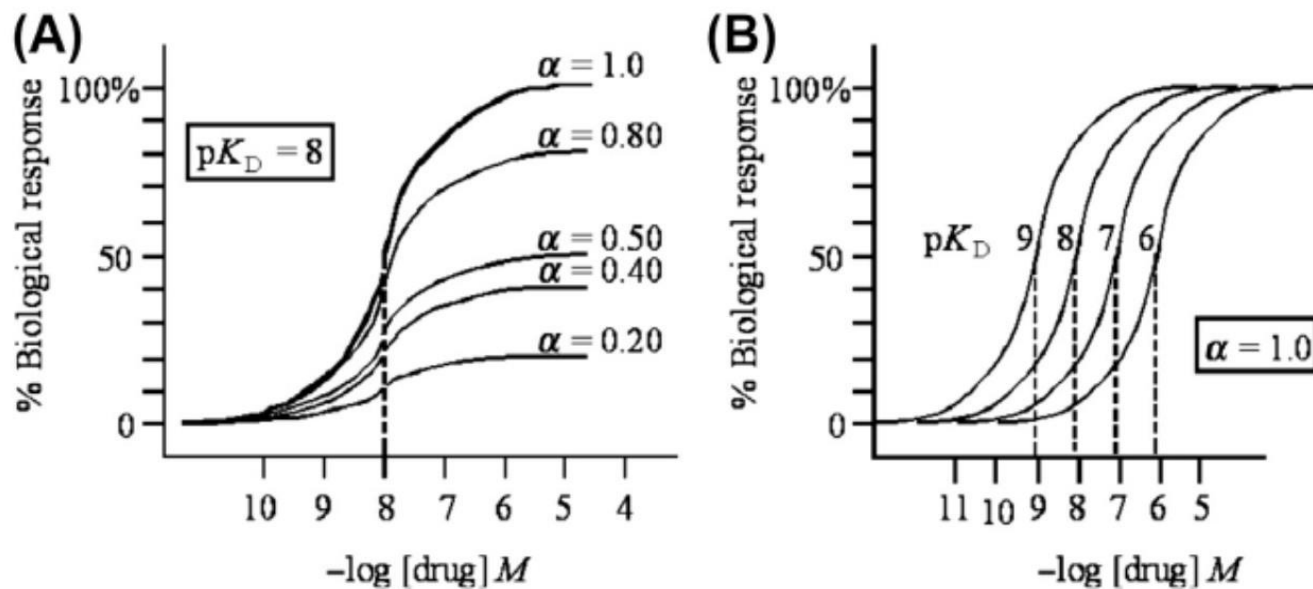 (A)
% Biological response
100%
50
0
pK_D = 8
α = 1.0
α = 0.80
α = 0.50
α = 0.40
α = 0.20
10 9 8 7 6 5 4
–log [drug] M
(B)
% Biological response
100%
50
0
pK_D 9 8 7 6
α = 1.0
11 10 9 8 7 6 5
–log [drug] M